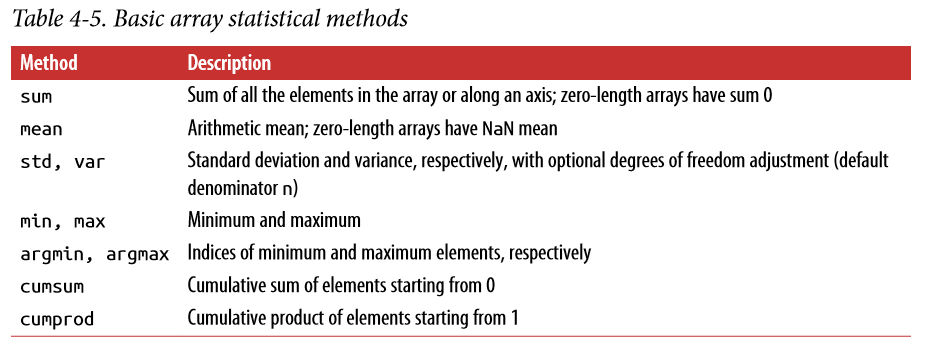 Table 4-5. Basic array statistical methods
Method Description
sum Sum of all the elements in the array or along an axis; zero-length arrays have sum 0
mean Arithmetic mean; zero-length arrays have NaN mean
std, var Standard deviation and variance, respectively, with optional degrees of freedom adjustment (default
denominator n)
min, max Minimum and maximum
argmin, argmax Indices of minimum and maximum elements, respectively
cumsum Cumulative sum of elements starting from 0
cumprod Cumulative product of elements starting from 1